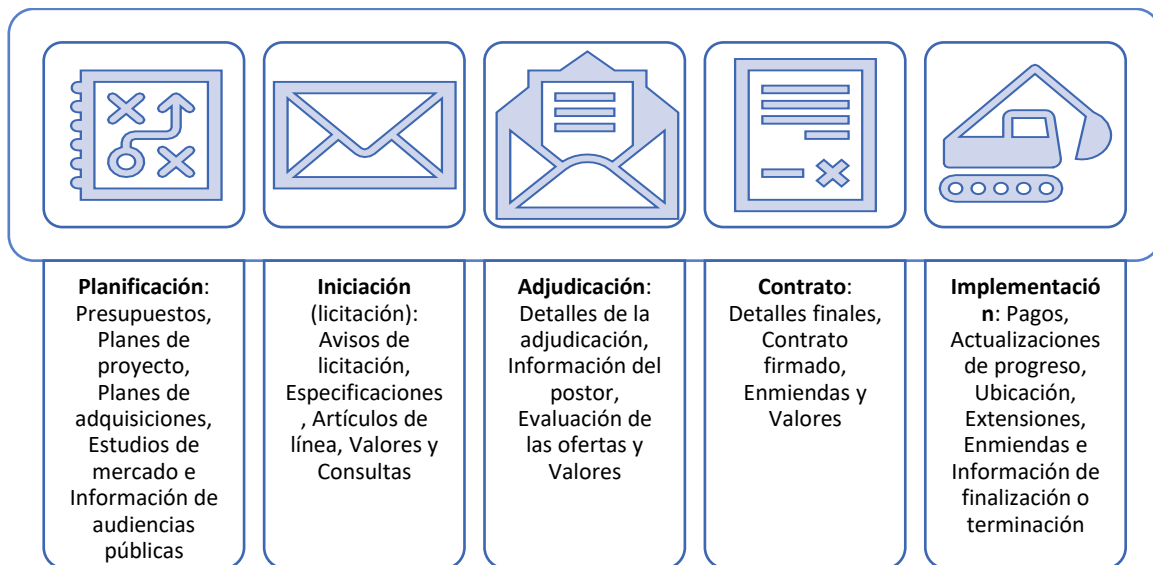 Planificación:
Presupuestos,
Planes de
proyecto,
Planes de
adquisiciones,
Estudios de
mercado e
Información de
audiencias
públicas
Iniciación
(licitación):
Avisos de
licitación,
Especificaciones
, Artículos de
línea, Valores y
Consultas
Adjudicación:
Detalles de la
adjudicación,
Información del
postor,
Evaluación de
las ofertas y
Valores
Contrato:
Detalles finales,
Contrato
firmado,
Enmiendas y
Valores
Implementació
n: Pagos,
Actualizaciones
de progreso,
Ubicación,
Extensiones,
Enmiendas e
Información de
finalización o
terminación